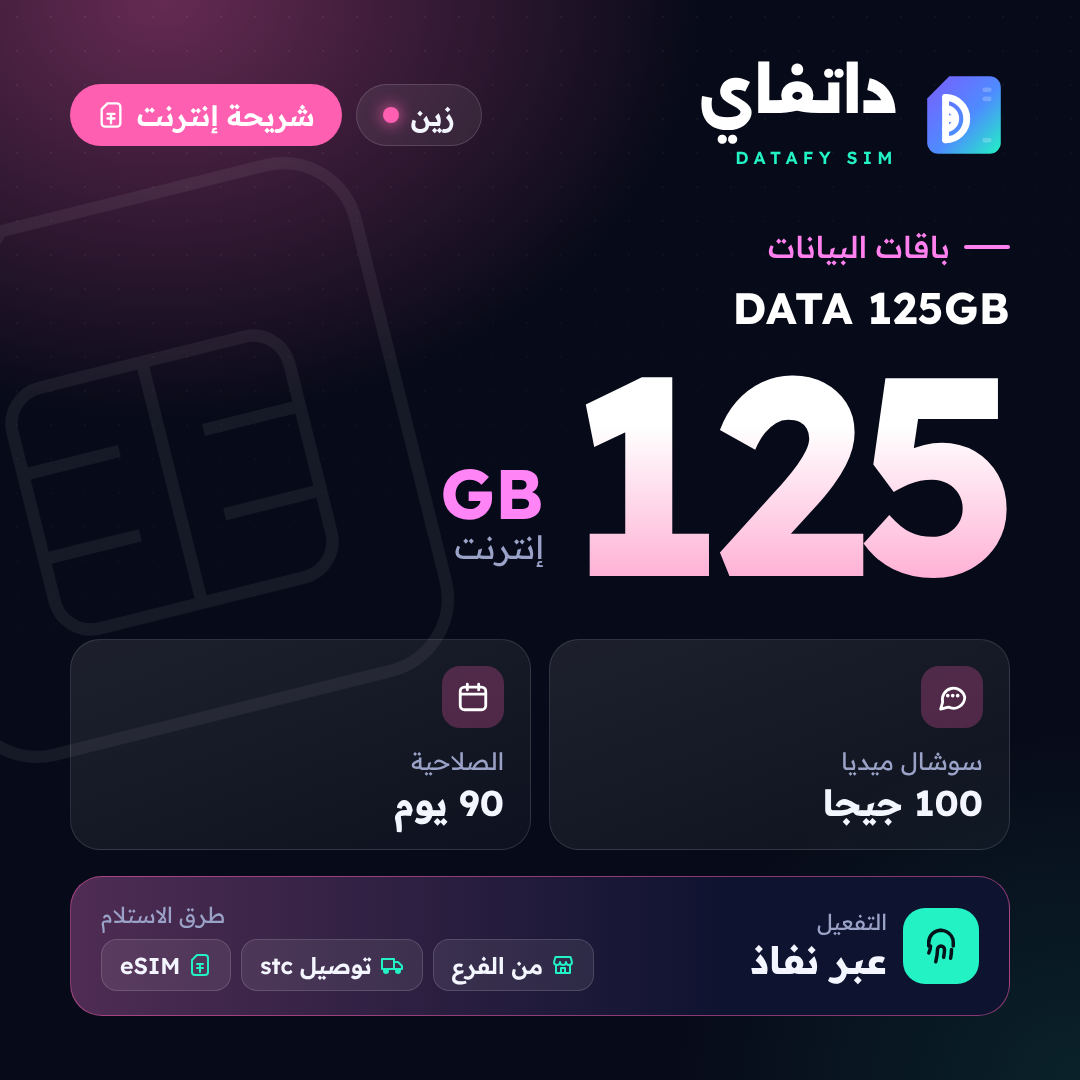 داتفاي
DATAFY SIM
زين
شريحة إنترنت
باقات البيانات
DATA 125GB
125
GB
إنترنت
سوشال ميديا
100 جيجا
الصلاحية
90 يوم
التفعيل
عبر نفاذ
طرق الاستلام
من الفرع
توصيل stc
eSIM